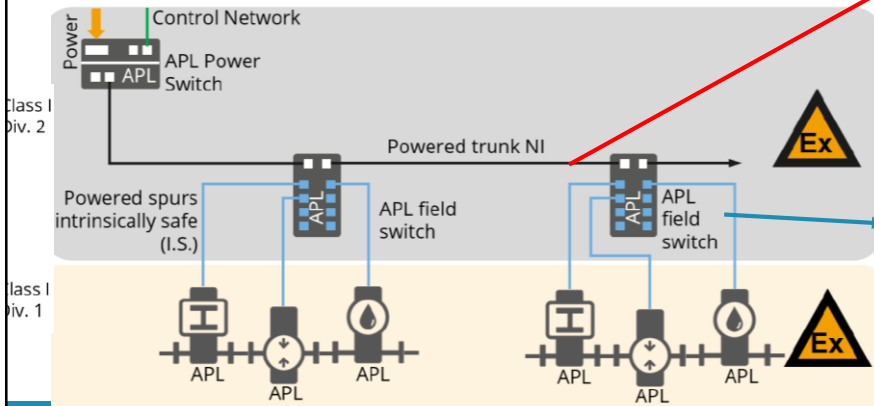 Power
Control Network
APL
APL Power
Switch
Class I
Div. 2
Ex
Powered trunk NI
Powered spurs
intrinsically safe
(I.S.)
APL
APL field
switch
APL
APL
field
switch
Class I
Div. 1
Ex
APL
APL
APL
APL
APL
APL